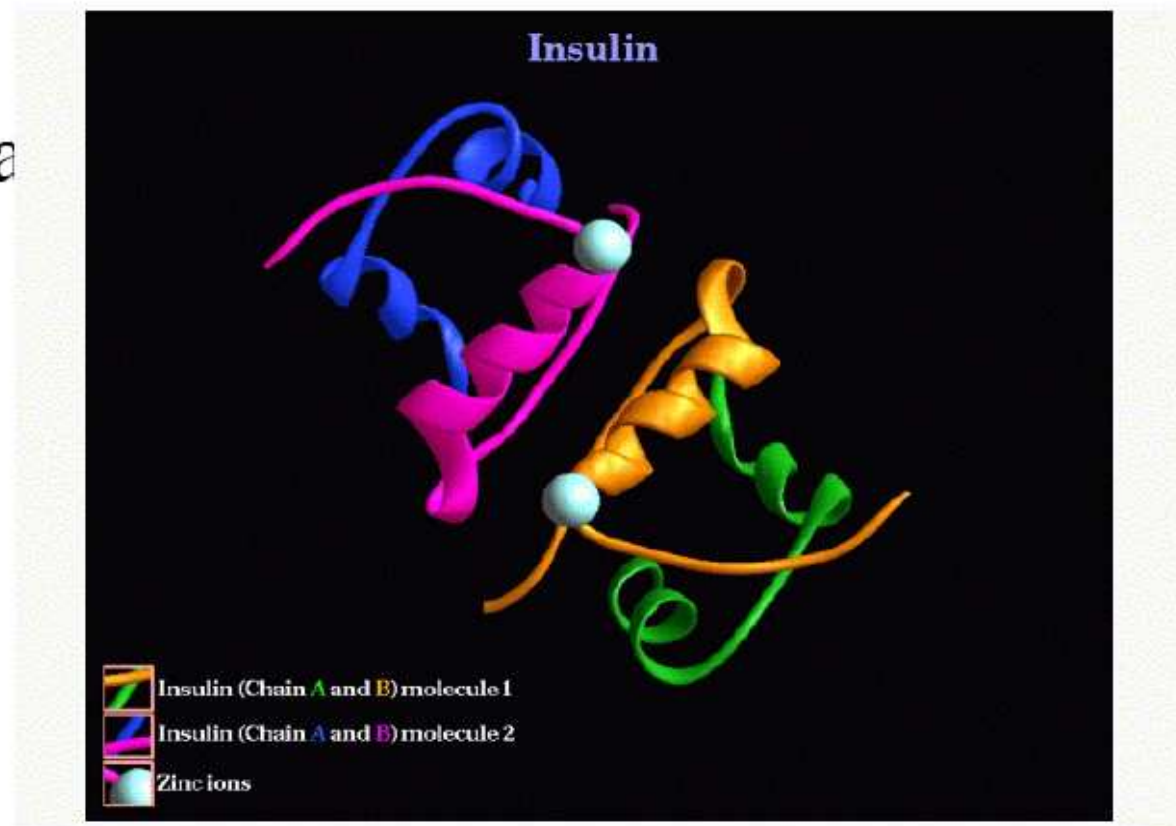 Insulin
a
Insulin (Chain A and B) molecule 1
Insulin (Chain A and B) molecule 2
Zinc ions